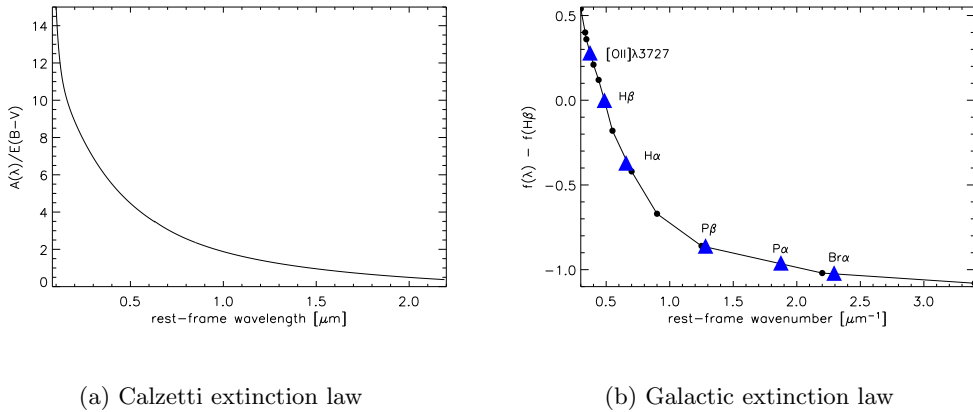 14
12
10
8
6
4
2
0
A(λ)/E(B−V)
0.5
1.0
1.5
2.0
rest−frame wavelength [μm]
0.5
0.0
−0.5
−1.0
f(λ) − f(Hβ)
[OII]λ3727
Hβ
Hα
Pβ
Pα
Brα
0.5
1.0
1.5
2.0
2.5
3.0
rest−frame wavenumber [μm⁻¹]
(a) Calzetti extinction law
(b) Galactic extinction law